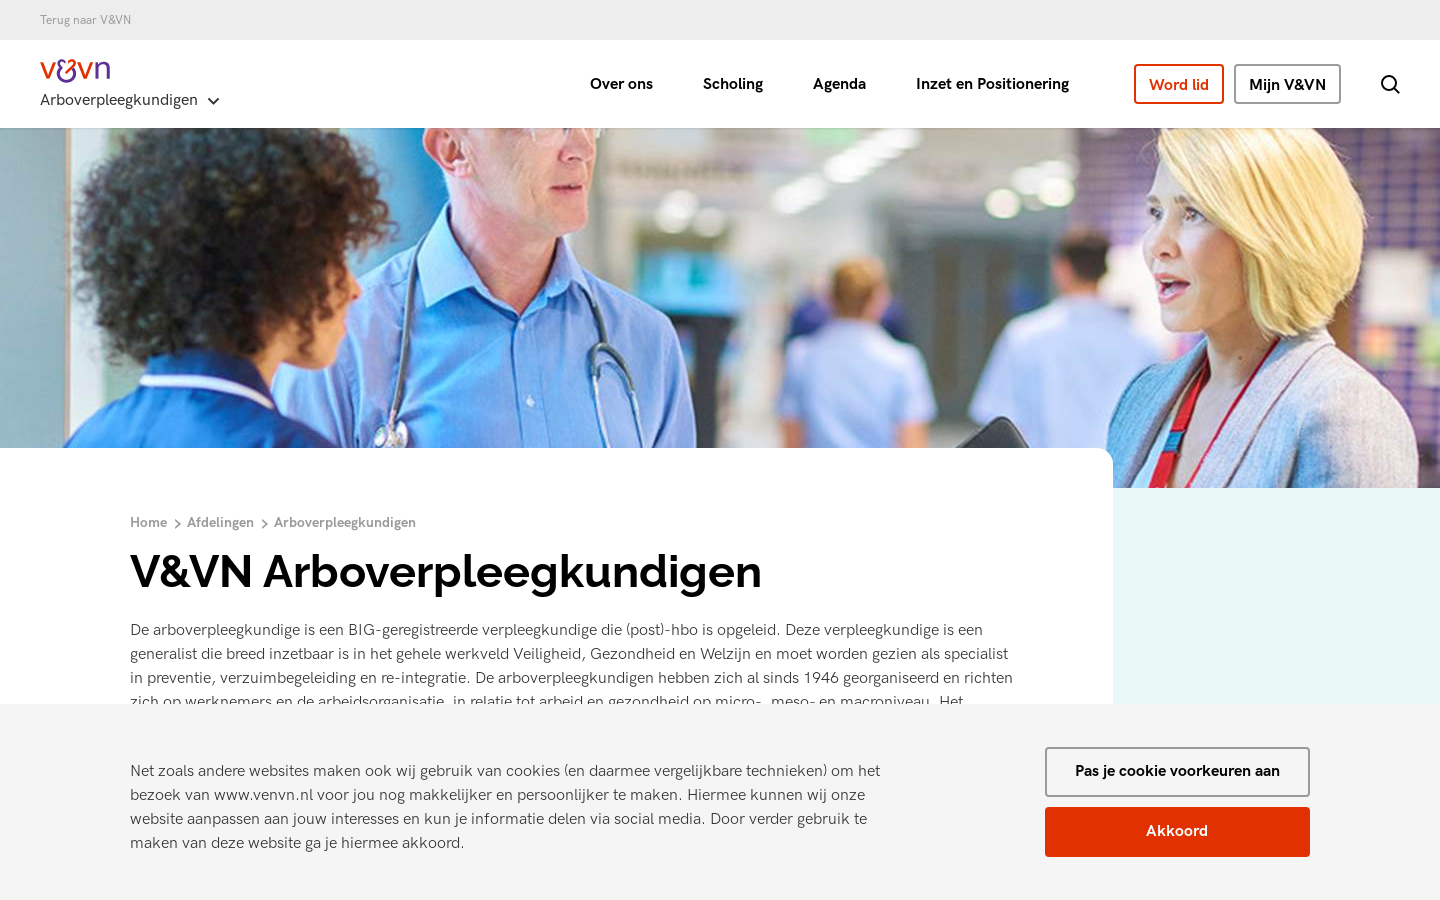 Terug naar V&VN
v&vn
Arboverpleegkundigen
Over ons
Scholing
Agenda
Inzet en Positionering
Word lid
Mijn V&VN
Home > Afdelingen > Arboverpleegkundigen
V&VN Arboverpleegkundigen
De arboverpleegkundige is een BIG-geregistreerde verpleegkundige die (post)-hbo is opgeleid. Deze verpleegkundige is een
generalist die breed inzetbaar is in het gehele werkveld Veiligheid, Gezondheid en Welzijn en moet worden gezien als specialist
in preventie, verzuimbegeleiding en re-integratie. De arboverpleegkundigen hebben zich al sinds 1946 georganiseerd en richten
zich op werknemers en de arbeidsorganisatie, in relatie tot arbeid en gezondheid op micro-, meso- en macroniveau. Het
Net zoals andere websites maken ook wij gebruik van cookies (en daarmee vergelijkbare technieken) om het
bezoek van www.venvn.nl voor jou nog makkelijker en persoonlijker te maken. Hiermee kunnen wij onze
website aanpassen aan jouw interesses en kun je informatie delen via social media. Door verder gebruik te
maken van deze website ga je hiermee akkoord.
Pas je cookie voorkeuren aan
Akkoord